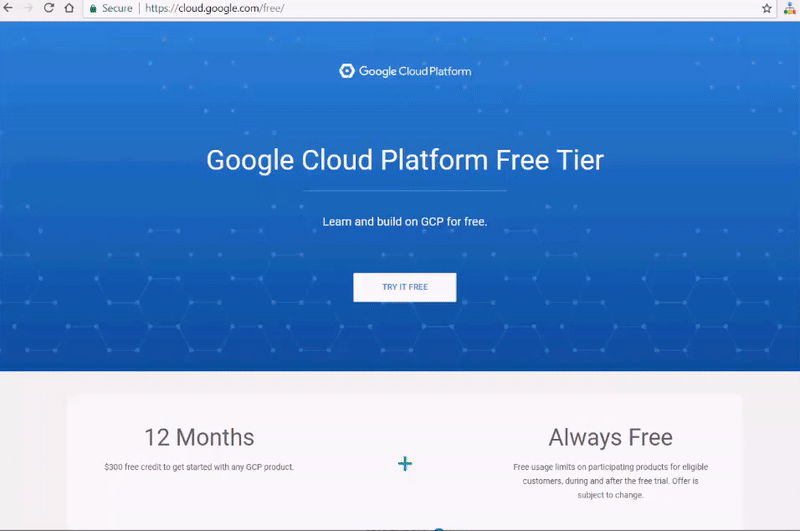 Secure | https://cloud.google.com/free/
Google Cloud Platform
Google Cloud Platform Free Tier
Learn and build on GCP for free.
TRY IT FREE
12 Months
$300 free credit to get started with any GCP product.
Always Free
Free usage limits on participating products for eligible
customers, during and after the free trial. Offer is
subject to change.